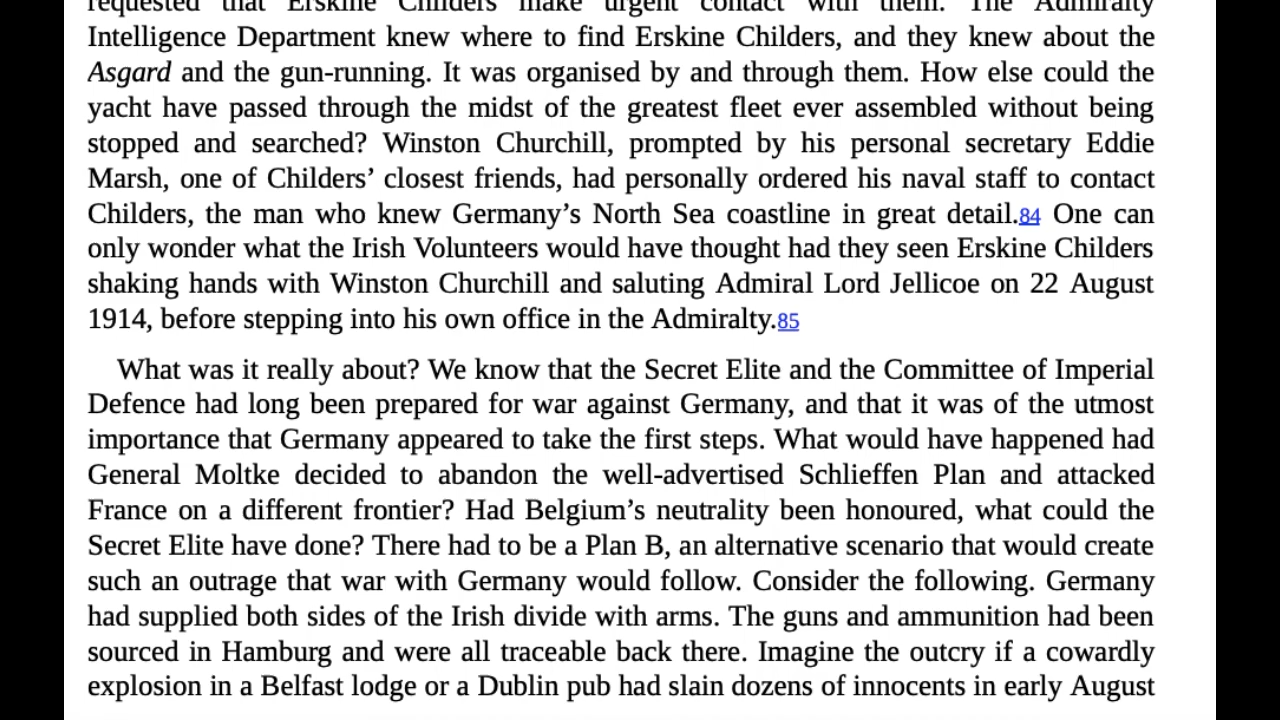 requested that Erskine Childers make urgent contact with them. The Admiralty
Intelligence Department knew where to find Erskine Childers, and they knew about the
Asgard and the gun-running. It was organised by and through them. How else could the
yacht have passed through the midst of the greatest fleet ever assembled without being
stopped and searched? Winston Churchill, prompted by his personal secretary Eddie
Marsh, one of Childers’ closest friends, had personally ordered his naval staff to contact
Childers, the man who knew Germany’s North Sea coastline in great detail.84 One can
only wonder what the Irish Volunteers would have thought had they seen Erskine Childers
shaking hands with Winston Churchill and saluting Admiral Lord Jellicoe on 22 August
1914, before stepping into his own office in the Admiralty.85
What was it really about? We know that the Secret Elite and the Committee of Imperial
Defence had long been prepared for war against Germany, and that it was of the utmost
importance that Germany appeared to take the first steps. What would have happened had
General Moltke decided to abandon the well-advertised Schlieffen Plan and attacked
France on a different frontier? Had Belgium’s neutrality been honoured, what could the
Secret Elite have done? There had to be a Plan B, an alternative scenario that would create
such an outrage that war with Germany would follow. Consider the following. Germany
had supplied both sides of the Irish divide with arms. The guns and ammunition had been
sourced in Hamburg and were all traceable back there. Imagine the outcry if a cowardly
explosion in a Belfast lodge or a Dublin pub had slain dozens of innocents in early August